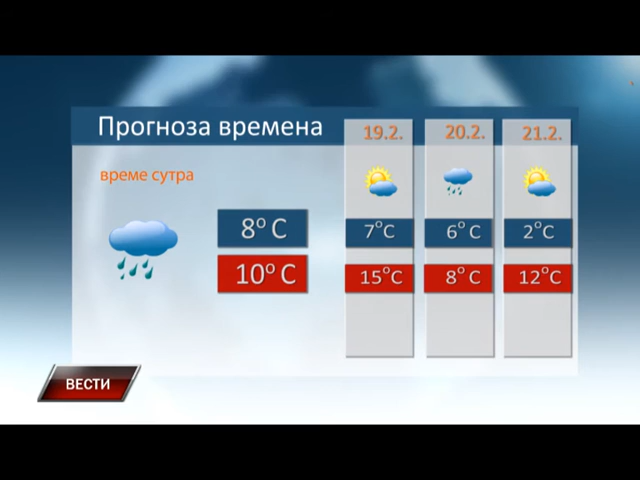 Прогноза времена
време сутра
8°C
10°C
19.2.
7°C
15°C
20.2.
6°C
8°C
21.2.
2°C
12°C
ВЕСТИ